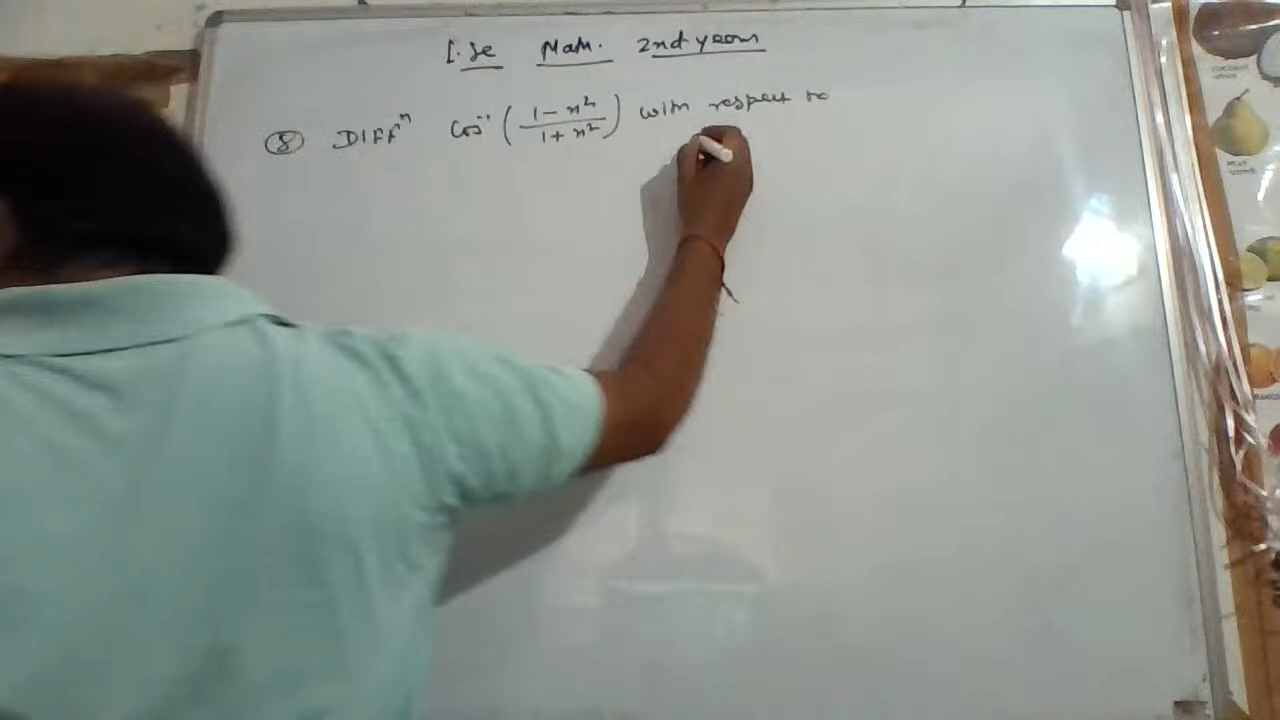 I.Sc Math. 2nd year
⑧ DIFFⁿ Cos⁻¹ (1-x²/1+x²) with respect to